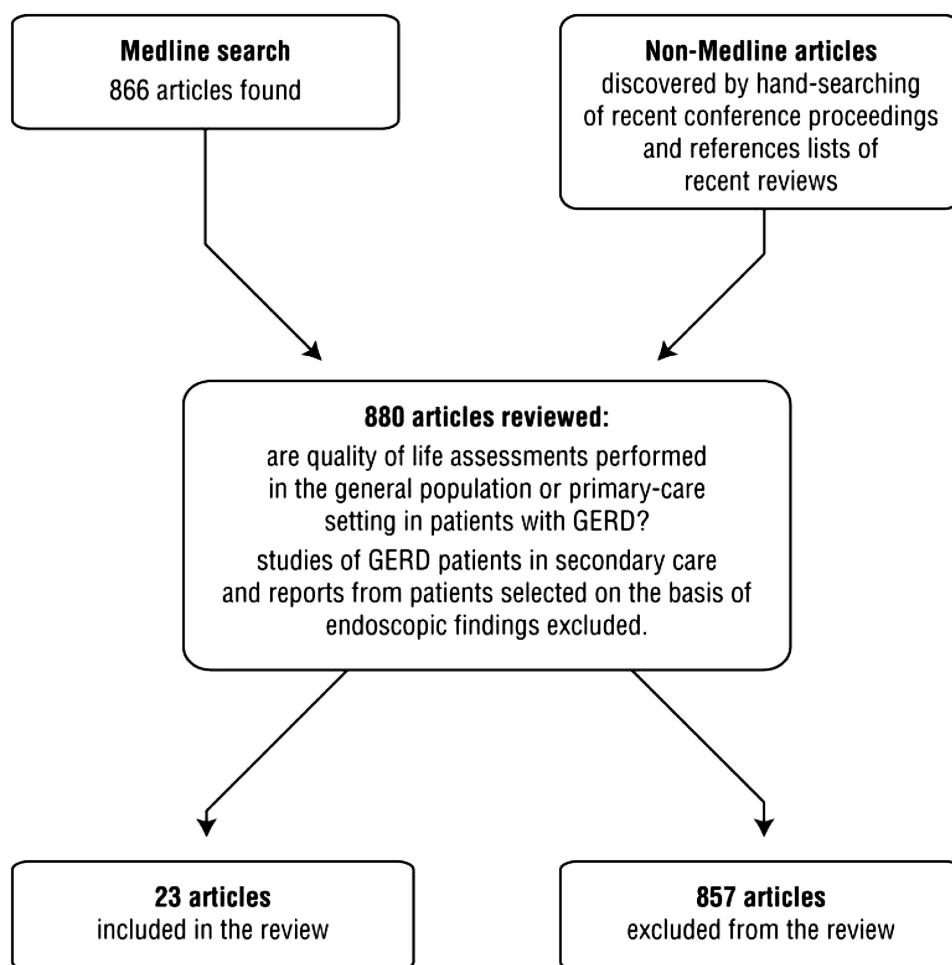 Medline search
866 articles found
Non-Medline articles
discovered by hand-searching
of recent conference proceedings
and references lists of
recent reviews
880 articles reviewed:
are quality of life assessments performed
in the general population or primary-care
setting in patients with GERD?
studies of GERD patients in secondary care
and reports from patients selected on the basis of
endoscopic findings excluded.
23 articles
included in the review
857 articles
excluded from the review